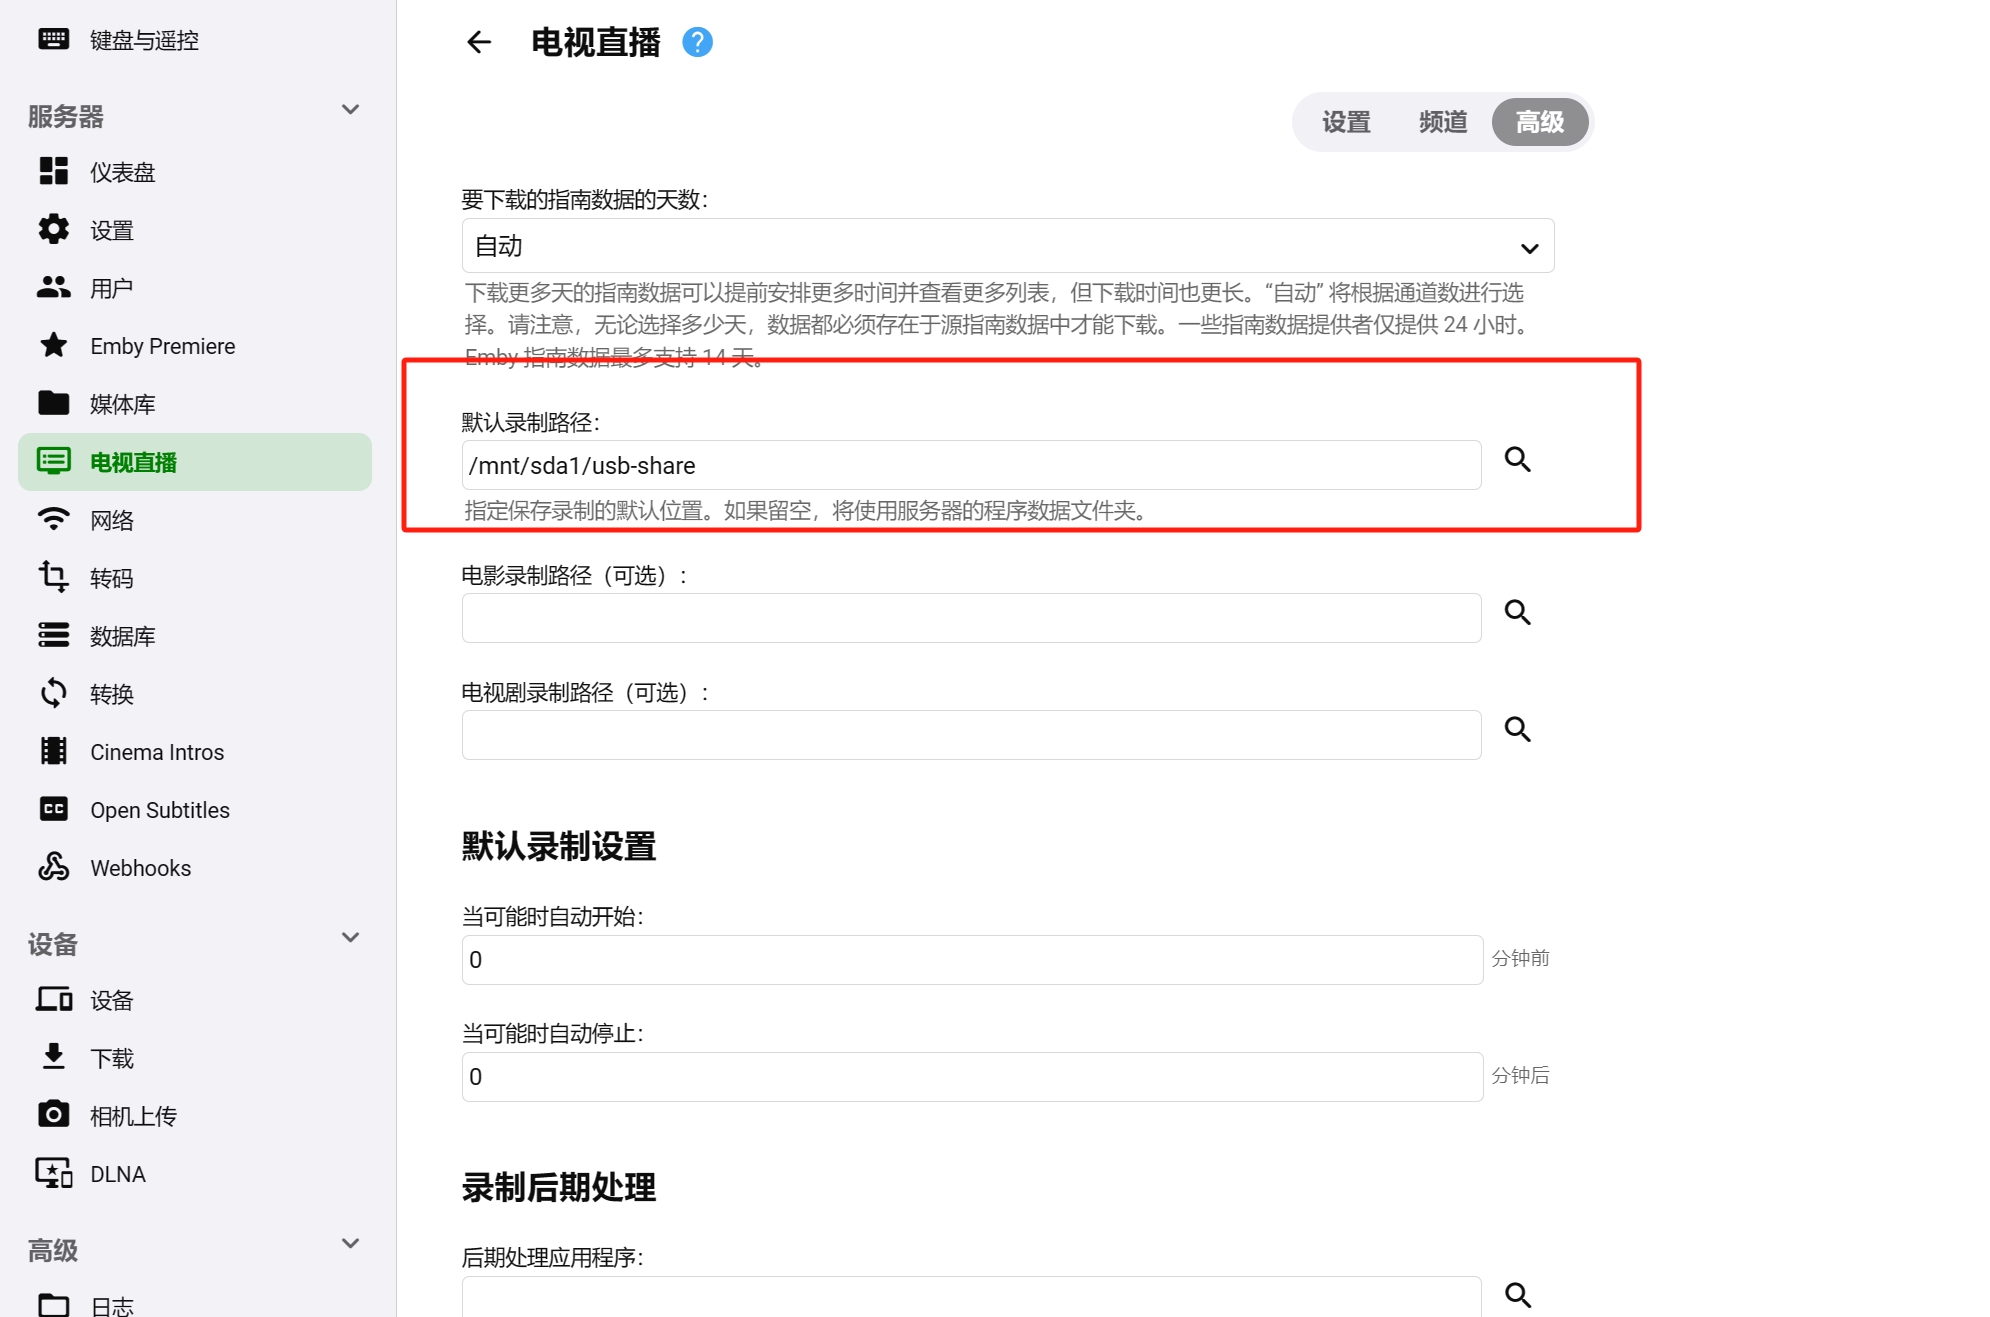 键盘与遥控
服务器
仪表盘
设置
用户
Emby Premiere
媒体库
电视直播
网络
转码
数据库
转换
Cinema Intros
Open Subtitles
Webhooks
设备
设备
下载
相机上传
DLNA
高级
日志
电视直播
设置 频道 高级
要下载的指南数据的天数：
自动
下载更多天的指南数据可以提前安排更多时间并查看更多列表，但下载时间也更长。“自动” 将根据通道数进行选
择。请注意，无论选择多少天，数据都必须存在于源指南数据中才能下载。一些指南数据提供者仅提供 24 小时。
Emby 指南数据最多支持 14 天。
默认录制路径：
/mnt/sda1/usb-share
指定保存录制的默认位置。如果留空，将使用服务器的程序数据文件夹。
电影录制路径（可选）：
电视剧录制路径（可选）：
默认录制设置
当可能时自动开始：
0 分钟前
当可能时自动停止：
0 分钟后
录制后期处理
后期处理应用程序：